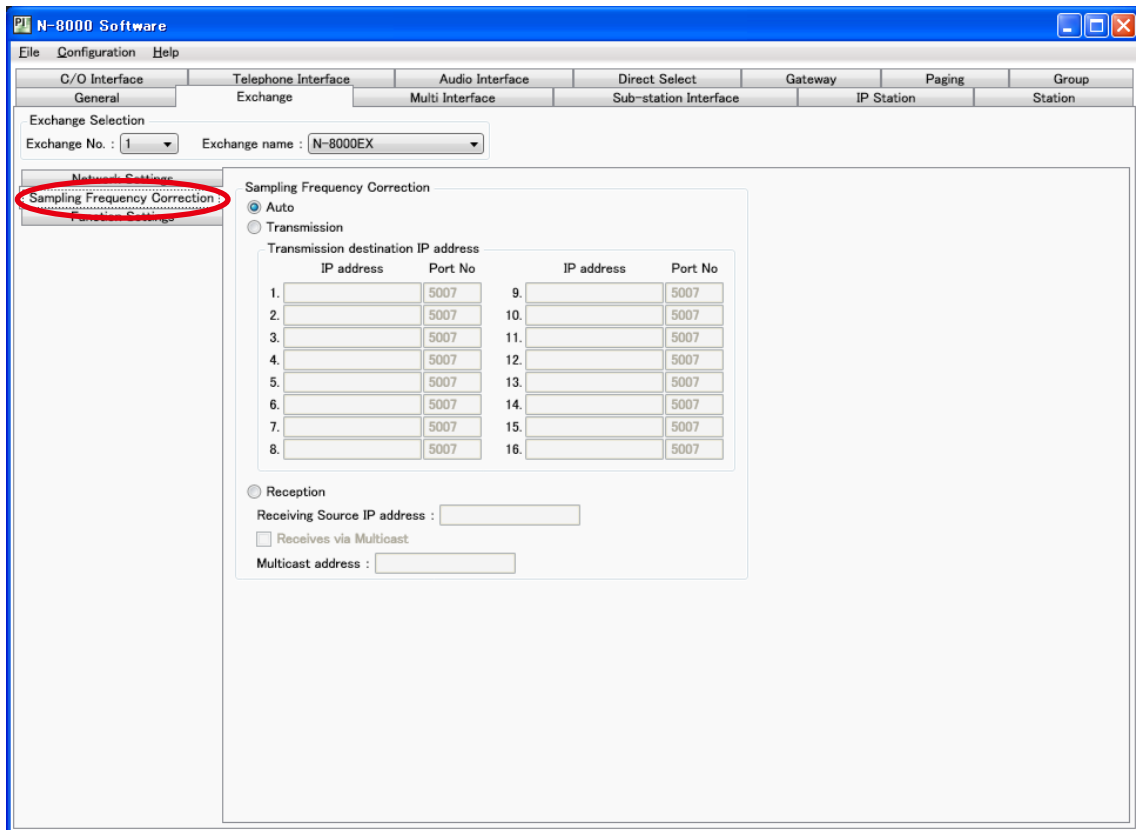 N-8000 Software
File Configuration Help
C/O Interface Telephone Interface Audio Interface Direct Select Gateway Paging Group
General Exchange Multi Interface Sub-station Interface IP Station Station
Exchange Selection
Exchange No. : 1 Exchange name : N-8000EX
Network Settings
Sampling Frequency Correction
Function Settings
Sampling Frequency Correction
Auto
Transmission
Transmission destination IP address
IP address Port No IP address Port No
1. 5007 9. 5007
2. 5007 10. 5007
3. 5007 11. 5007
4. 5007 12. 5007
5. 5007 13. 5007
6. 5007 14. 5007
7. 5007 15. 5007
8. 5007 16. 5007
Reception
Receiving Source IP address :
Receives via Multicast
Multicast address :